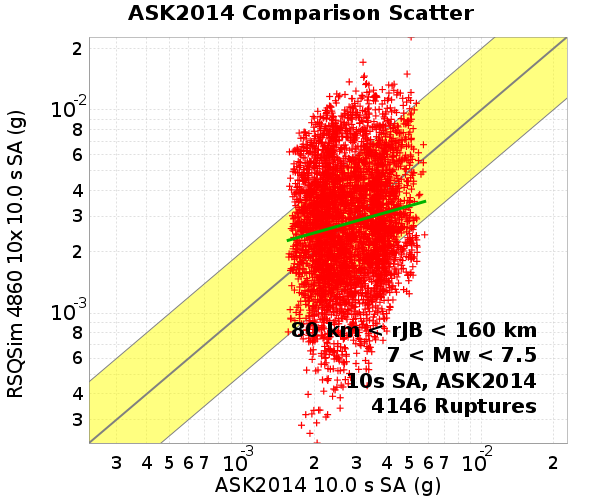 ASK2014 Comparison Scatter
RSQSim 4860 10x 10.0 s SA (g)
2
10-2
8
6
4
3
2
10-3
8
6
4
3
80 km < rJB < 160 km
7 < Mw < 7.5
10s SA, ASK2014
4146 Ruptures
3 4 5 6 7 10-3 2 3 4 5 6 7 10-2 2
ASK2014 10.0 s SA (g)